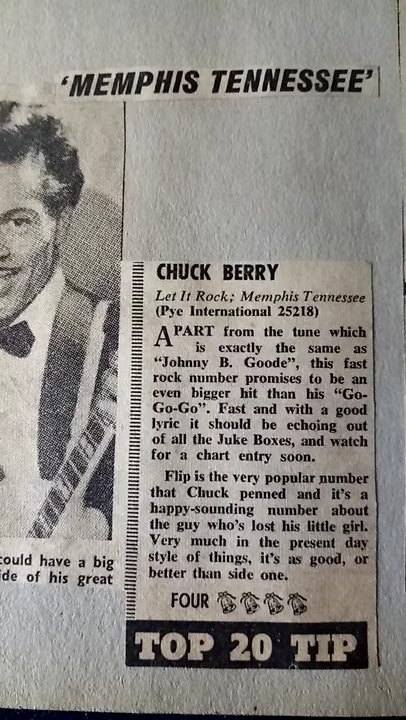 'MEMPHIS TENNESSEE'
CHUCK BERRY
Let It Rock; Memphis Tennessee
(Pye International 25218)
APART from the tune which
is exactly the same as
"Johnny B. Goode", this fast
rock number promises to be an
even bigger hit than his "Go-
Go-Go". Fast and with a good
lyric it should be echoing out
of all the Juke Boxes, and watch
for a chart entry soon.
Flip is the very popular number
that Chuck penned and it's a
happy-sounding number about
the guy who's lost his little girl.
Very much in the present day
style of things, it's as good, or
better than side one.
FOUR
TOP 20 TIP
could have a big
ide of his great